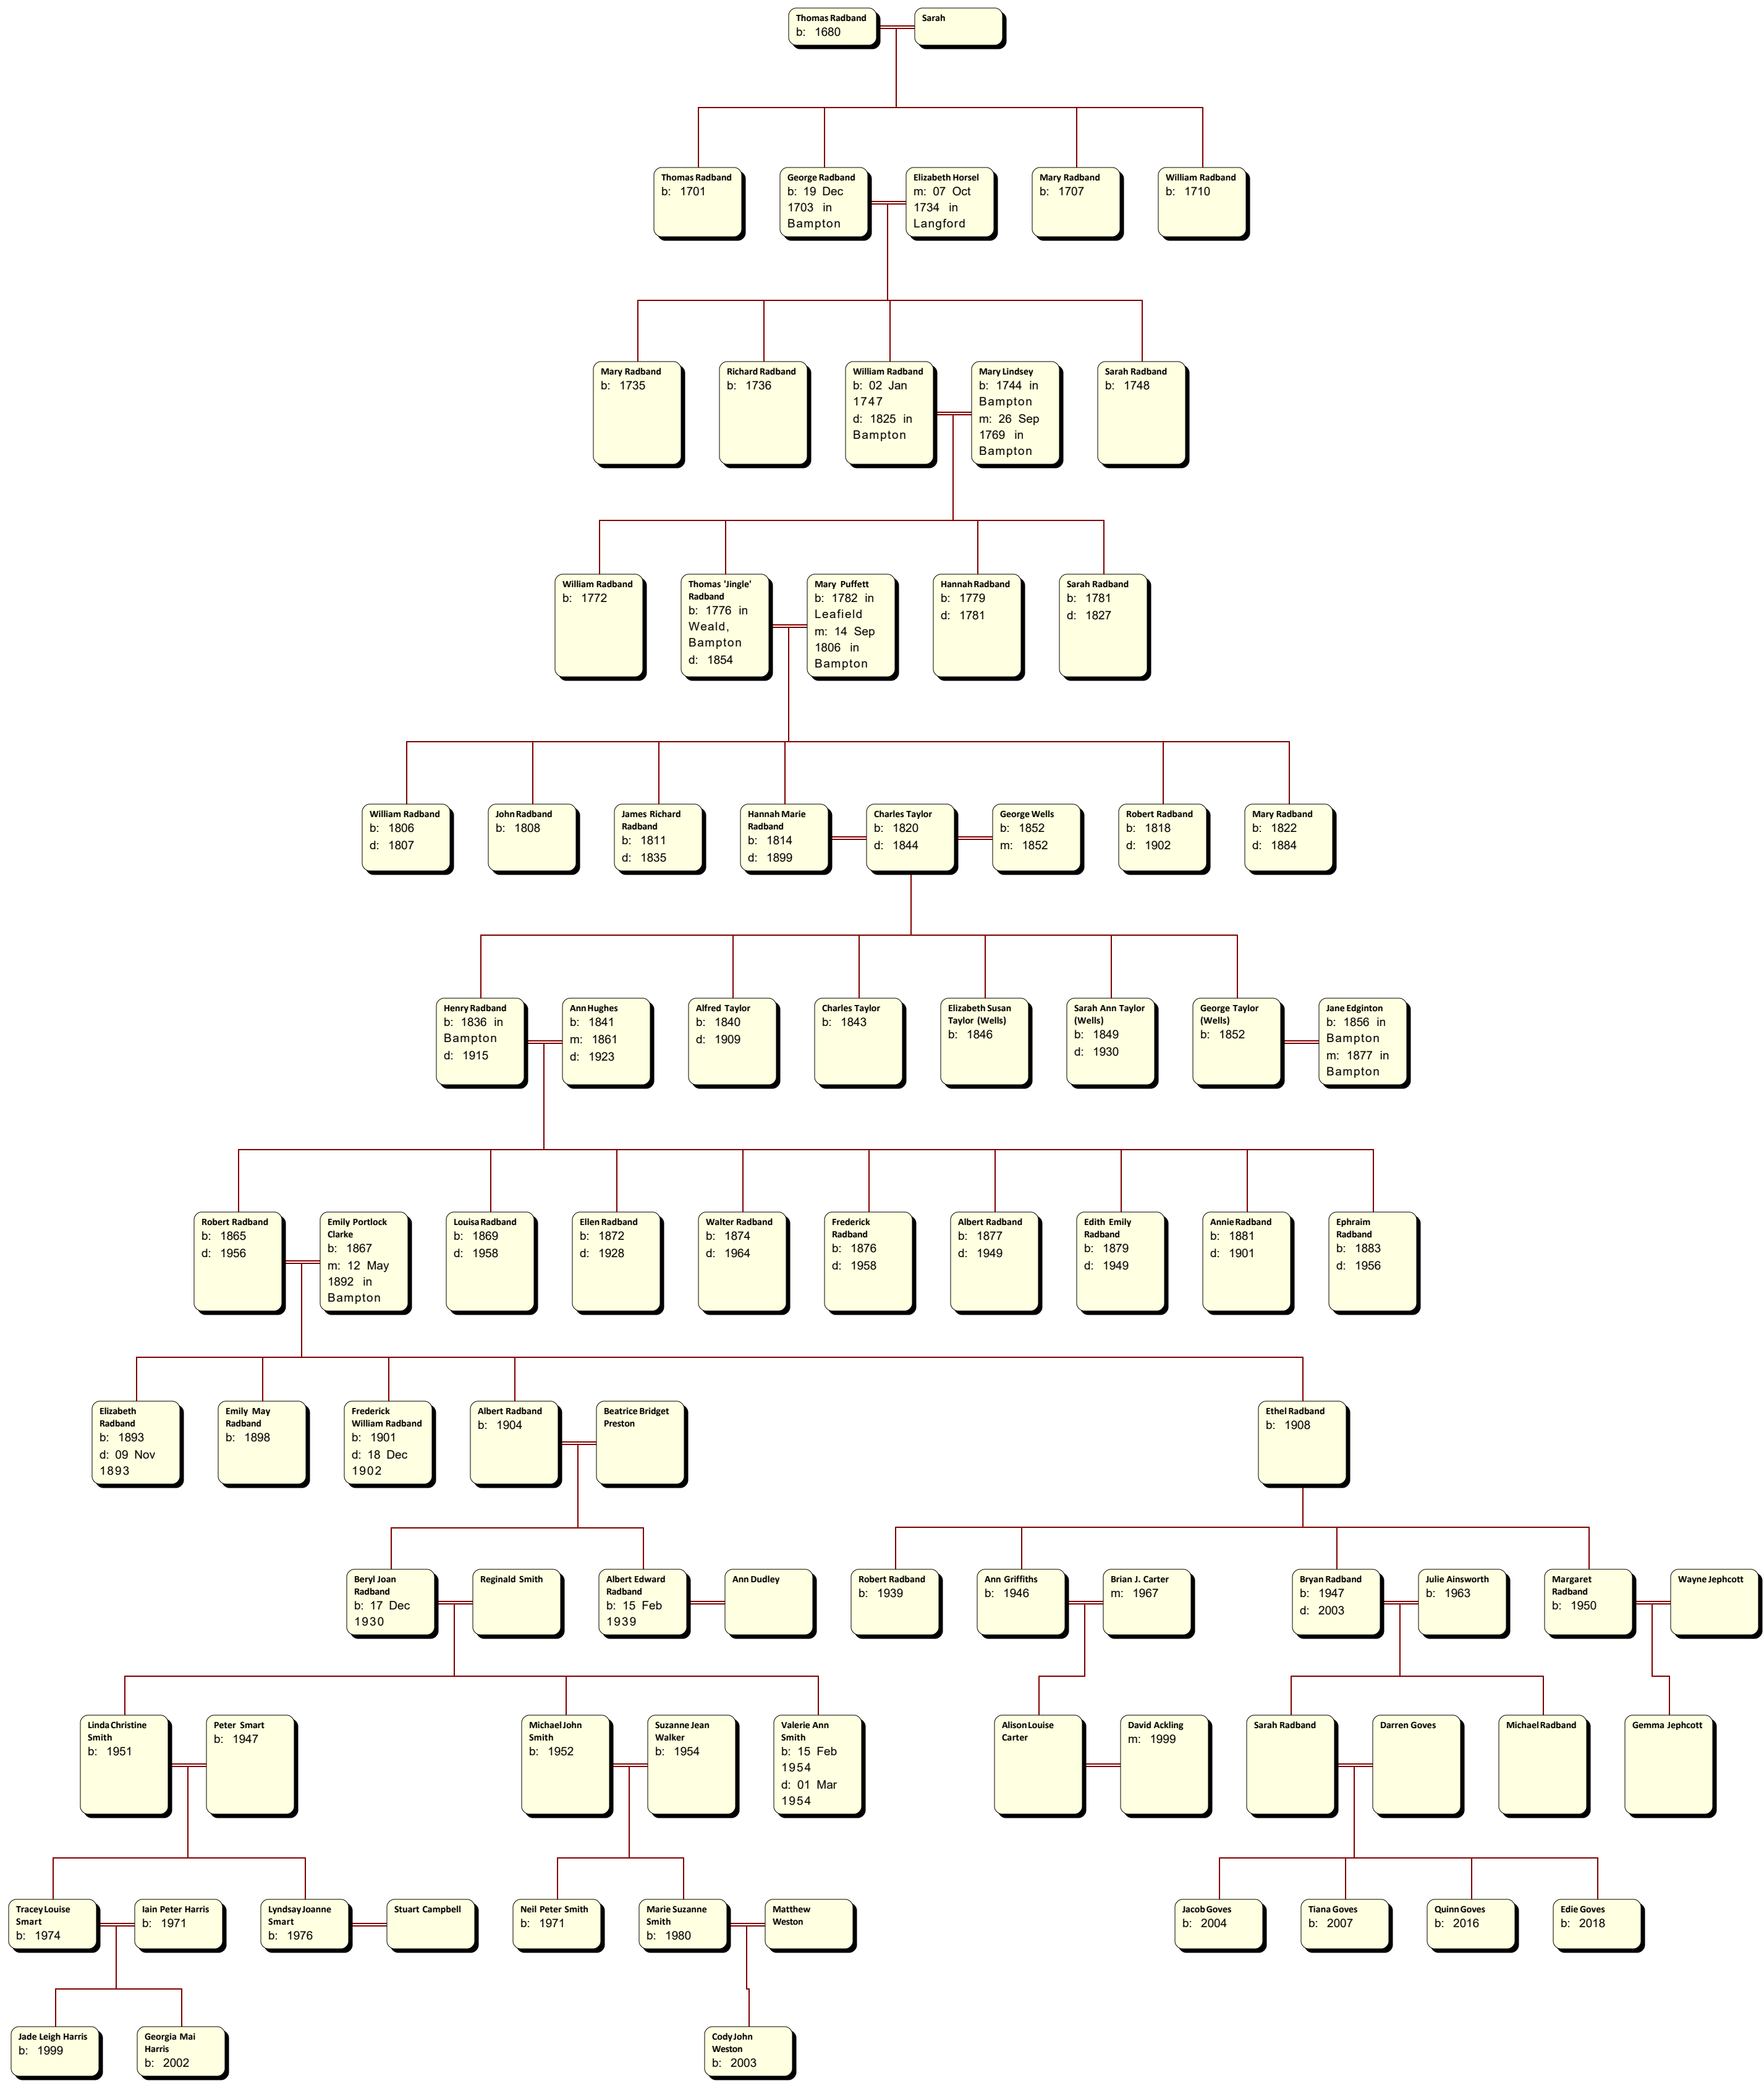 Thomas Radband
b: 1680
Sarah
Thomas Radband
b: 1701
George Radband
b: 19 Dec
1703 in
Bampton
Elizabeth Horsel
m: 07 Oct
1734 in
Langford
Mary Radband
b: 1707
William Radband
b: 1710
Mary Radband
b: 1735
Richard Radband
b: 1736
William Radband
b: 02 Jan
1747
d: 1825 in
Bampton
Mary Lindsey
b: 1744 in
Bampton
m: 26 Sep
1769 in
Bampton
Sarah Radband
b: 1748
William Radband
b: 1772
Thomas 'Jingle'
Radband
b: 1776 in
Weald,
Bampton
d: 1854
Mary Puffett
b: 1782 in
Leafield
m: 14 Sep
1806 in
Bampton
Hannah Radband
b: 1779
d: 1781
Sarah Radband
b: 1781
d: 1827
William Radband
b: 1806
d: 1807
John Radband
b: 1808
James Richard
Radband
b: 1811
d: 1835
Hannah Marie
Radband
b: 1814
d: 1899
Charles Taylor
b: 1820
d: 1844
George Wells
b: 1852
m: 1852
Robert Radband
b: 1818
d: 1902
Mary Radband
b: 1822
d: 1884
Henry Radband
b: 1836 in
Bampton
d: 1915
Ann Hughes
b: 1841
m: 1861
d: 1923
Alfred Taylor
b: 1840
d: 1909
Charles Taylor
b: 1843
Elizabeth Susan
Taylor (Wells)
b: 1846
Sarah Ann Taylor
(Wells)
b: 1849
d: 1930
George Taylor
(Wells)
b: 1852
Jane Edginton
b: 1856 in
Bampton
m: 1877 in
Bampton
Robert Radband
b: 1865
d: 1956
Emily Portlock
Clarke
b: 1867
m: 12 May
1892 in
Bampton
Louisa Radband
b: 1869
d: 1958
Ellen Radband
b: 1872
d: 1928
Walter Radband
b: 1874
d: 1964
Frederick
Radband
b: 1876
d: 1958
Albert Radband
b: 1877
d: 1949
Edith Emily
Radband
b: 1879
d: 1949
Annie Radband
b: 1881
d: 1901
Ephraim
Radband
b: 1883
d: 1956
Elizabeth
Radband
b: 1893
d: 09 Nov
1893
Emily May
Radband
b: 1898
Frederick
William Radband
b: 1901
d: 18 Dec
1902
Albert Radband
b: 1904
Beatrice Bridget
Preston
Ethel Radband
b: 1908
Beryl Joan
Radband
b: 17 Dec
1930
Reginald Smith
Albert Edward
Radband
b: 15 Feb
1939
Ann Dudley
Robert Radband
b: 1939
Ann Griffiths
b: 1946
Brian J. Carter
m: 1967
Bryan Radband
b: 1947
d: 2003
Julie Ainsworth
b: 1963
Margaret
Radband
b: 1950
Wayne Jephcott
Linda Christine
Smith
b: 1951
Peter Smart
b: 1947
Michael John
Smith
b: 1952
Suzanne Jean
Walker
b: 1954
Valerie Ann
Smith
b: 15 Feb
1954
d: 01 Mar
1954
Alison Louise
Carter
David Ackling
m: 1999
Sarah Radband
Darren Goves
Michael Radband
Gemma Jephcott
Tracey Louise
Smart
b: 1974
Iain Peter Harris
b: 1971
Lyndsay Joanne
Smart
b: 1976
Stuart Campbell
Neil Peter Smith
b: 1971
Marie Suzanne
Smith
b: 1980
Matthew
Weston
Jacob Goves
b: 2004
Tiana Goves
b: 2007
Quinn Goves
b: 2016
Edie Goves
b: 2018
Jade Leigh Harris
b: 1999
Georgia Mai
Harris
b: 2002
Cody John
Weston
b: 2003